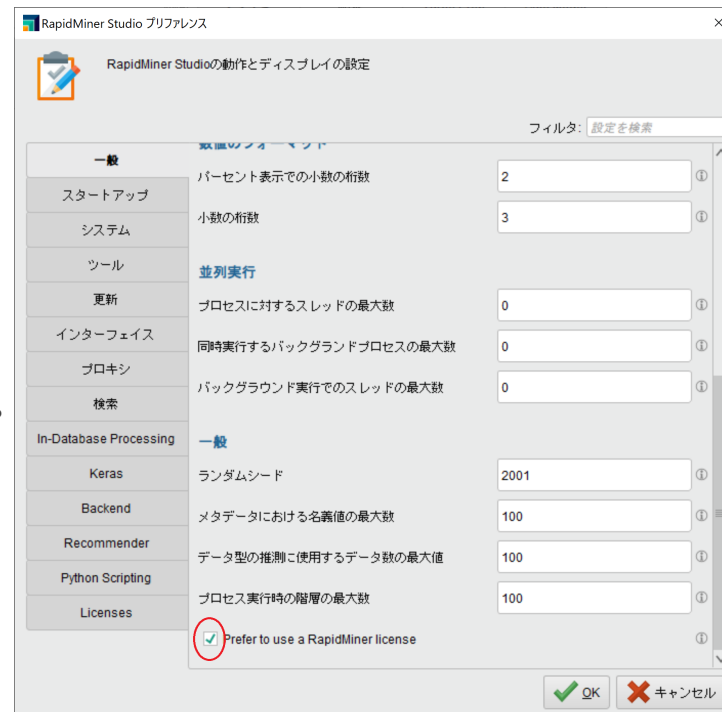 RapidMiner Studio プリファレンス
RapidMiner Studioの動作とディスプレイの設定
フィルタ: 設定を検索
一般
スタートアップ
システム
ツール
更新
インターフェイス
プロキシ
検索
In-Database Processing
Keras
Backend
Recommender
Python Scripting
Licenses
数値のフォーマット
パーセント表示での小数の桁数 2
小数の桁数 3
並列実行
プロセスに対するスレッドの最大数 0
同時実行するバックグランドプロセスの最大数 0
バックグラウンド実行でのスレッドの最大数 0
一般
ランダムシード 2001
メタデータにおける名義値の最大数 100
データ型の推測に使用するデータ数の最大値 100
プロセス実行時の階層の最大数 100
Prefer to use a RapidMiner license
OK キャンセル